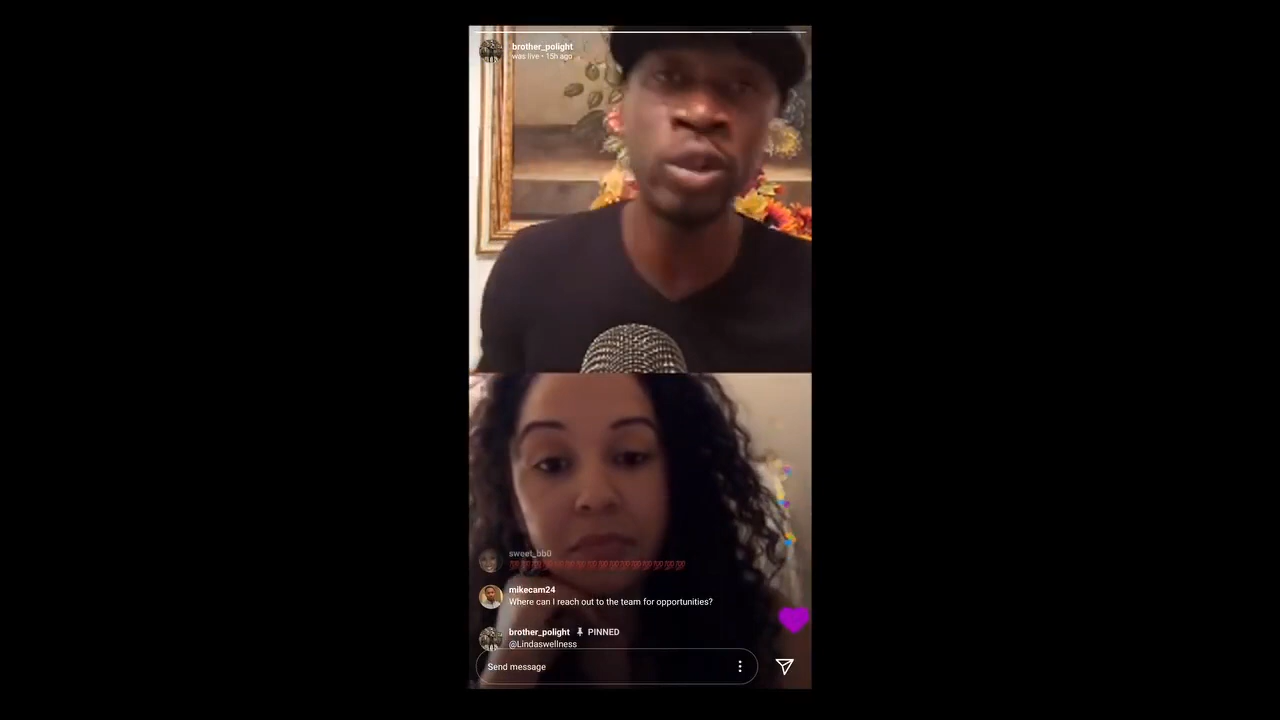 brother_polight
was live • 15h ago
sweet_bb0
💯💯💯💯💯💯💯💯💯💯💯💯💯💯💯💯
mikecam24
Where can I reach out to the team for opportunities?
brother_polight PINNED
@Lindaswellness
Send message